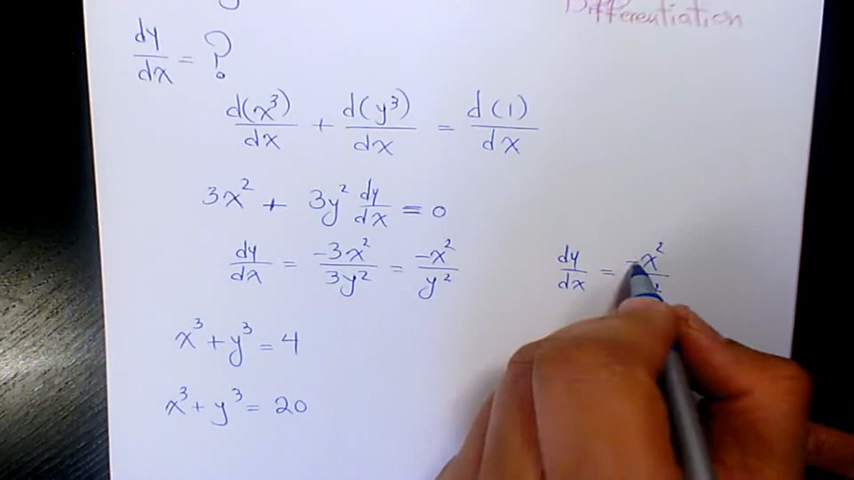 Differentiation
dy/dx = ?
d(x³)/dx + d(y³)/dx = d(1)/dx
3x² + 3y² dy/dx = 0
dy/dx = -3x²/3y² = -x²/y² dy/dx = -x²/ ²
x³ + y³ = 4
x³ + y³ = 20